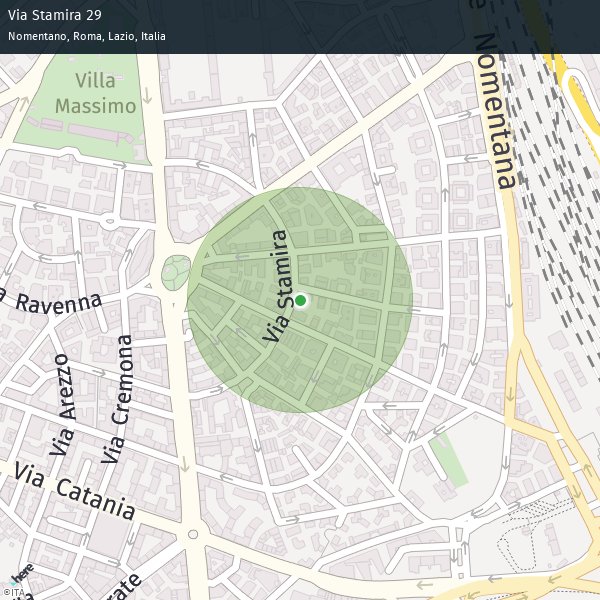 Via Stamira 29
Nomentano, Roma, Lazio, Italia
Villa
Massimo
Nomentana
Via Stamira
Ravenna
Via Arezzo
Via Cremona
Via Catania
here
©ITA